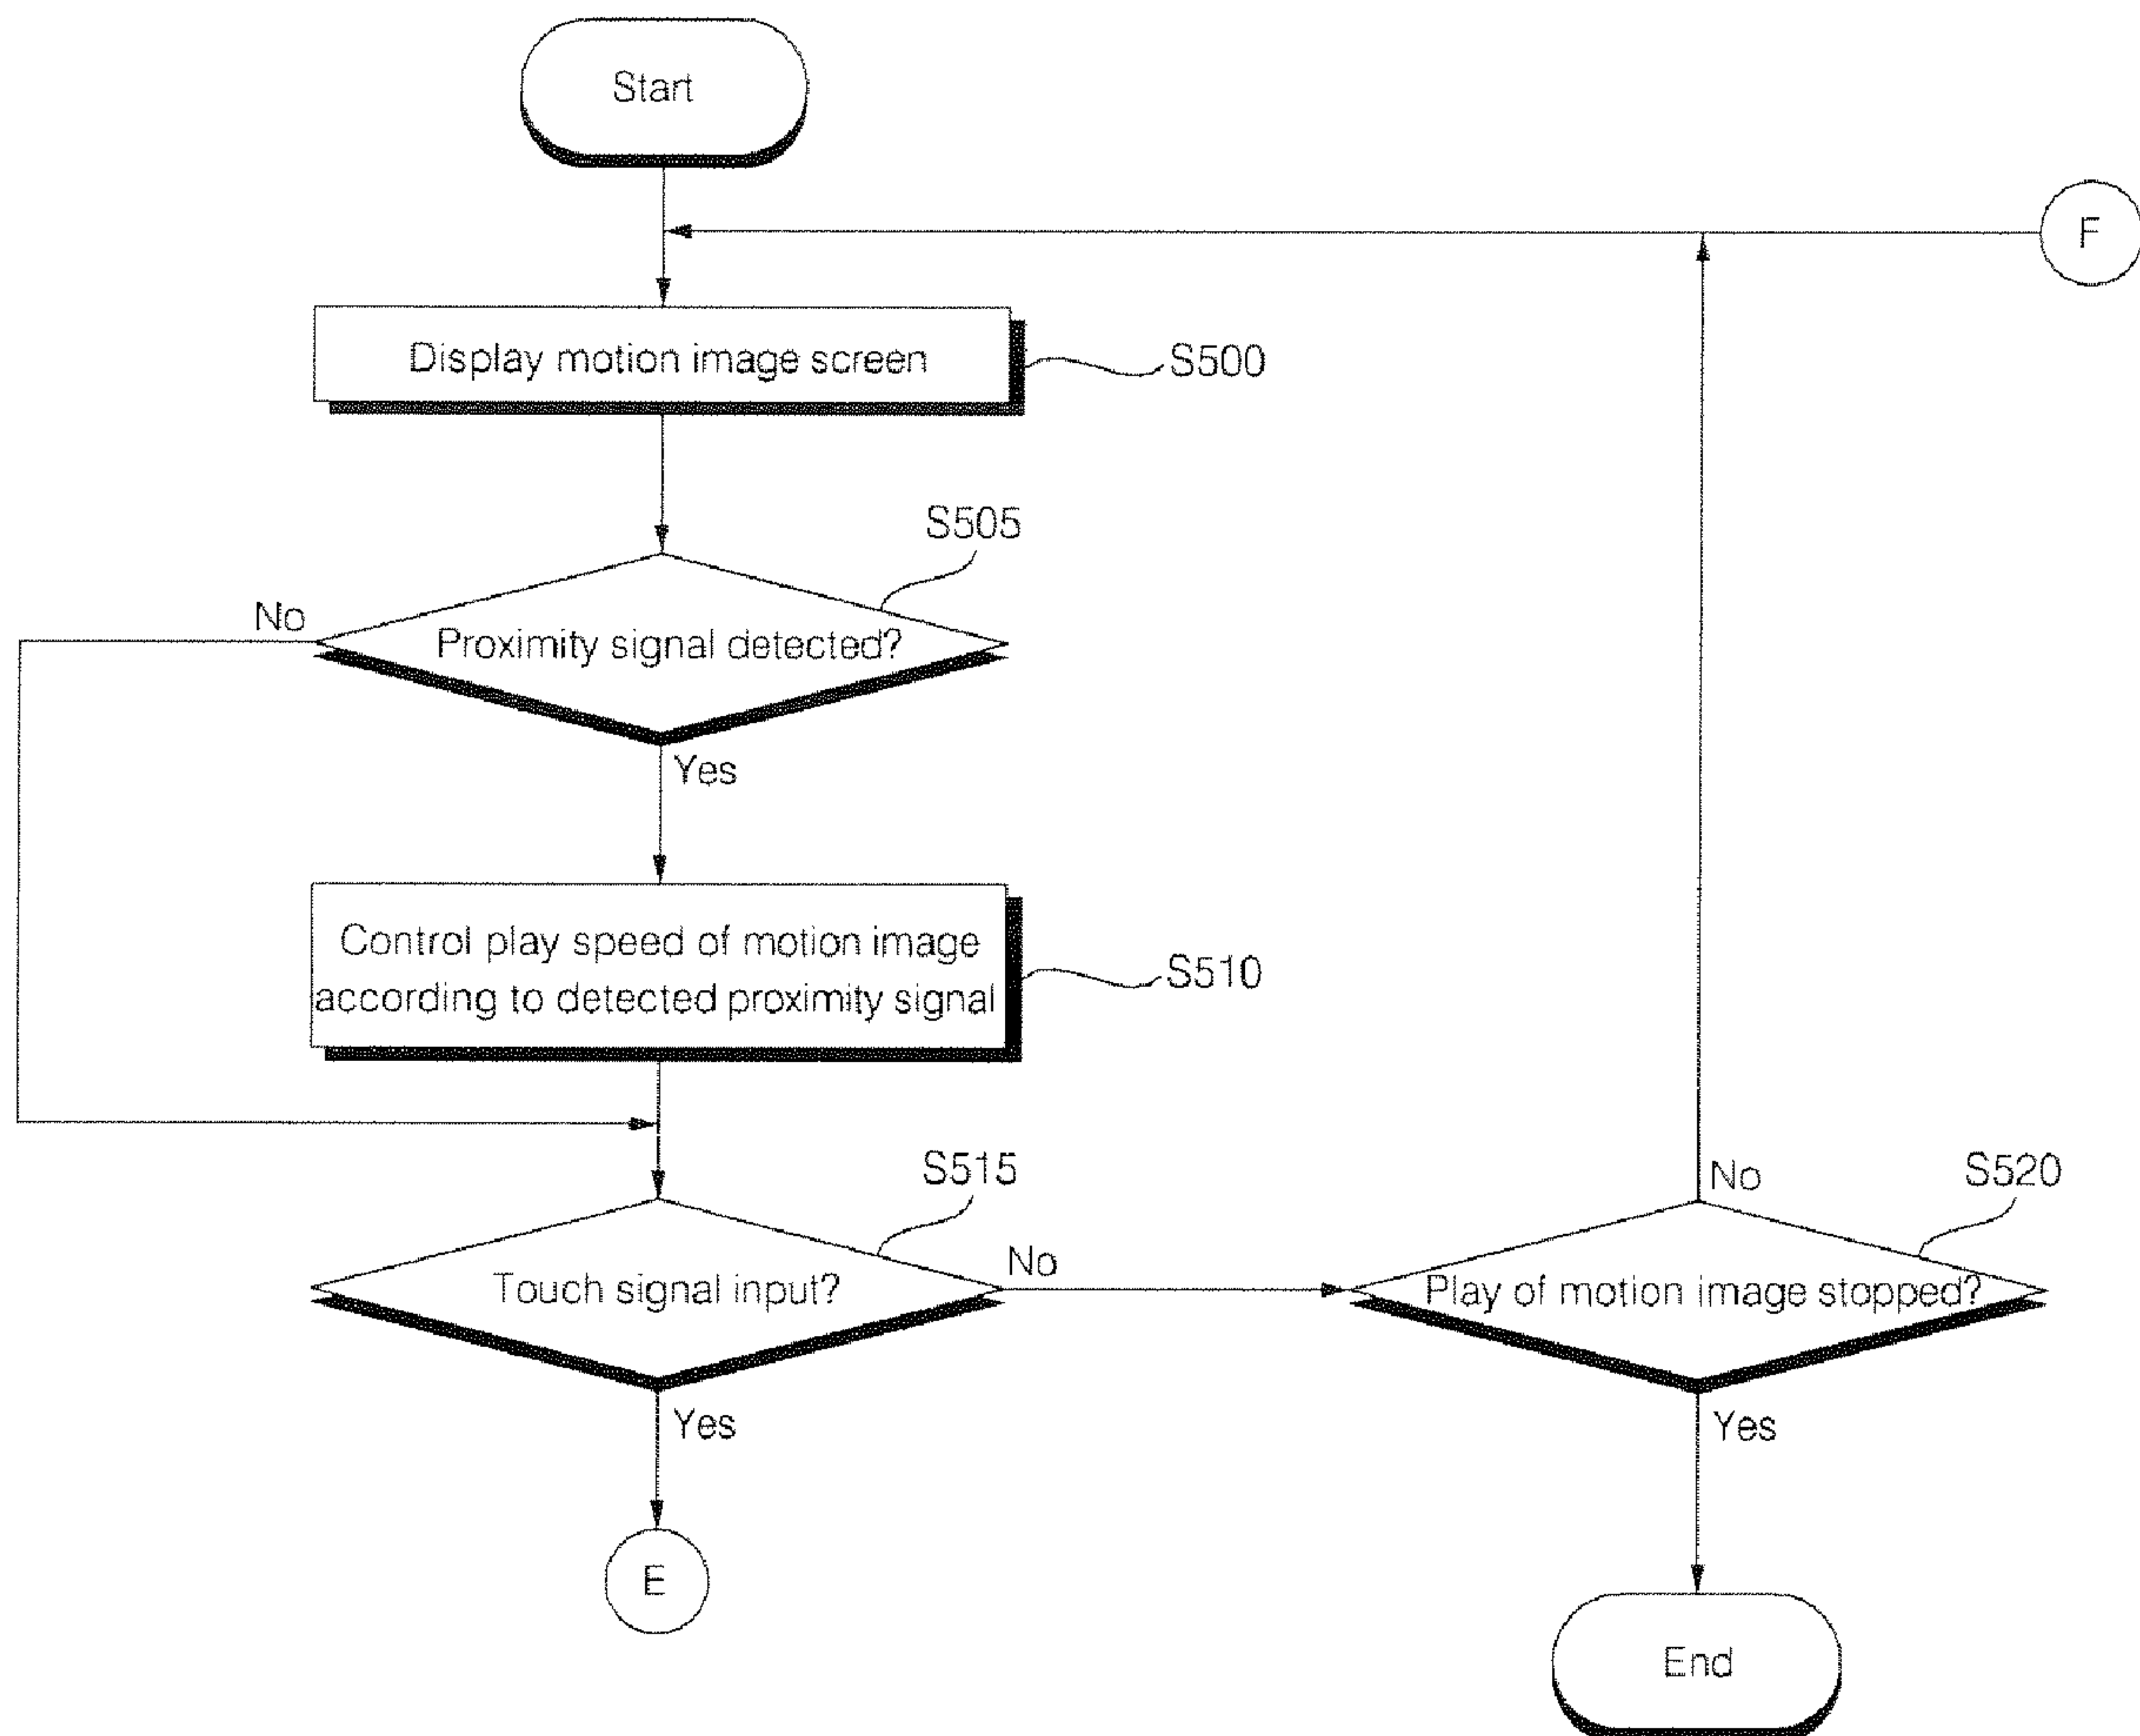 Start
F
Display motion image screen
S500
S505
No
Proximity signal detected?
Yes
Control play speed of motion image
according to detected proximity signal
S510
S515
No
S520
Touch signal input?
No
Play of motion image stopped?
Yes
Yes
E
End